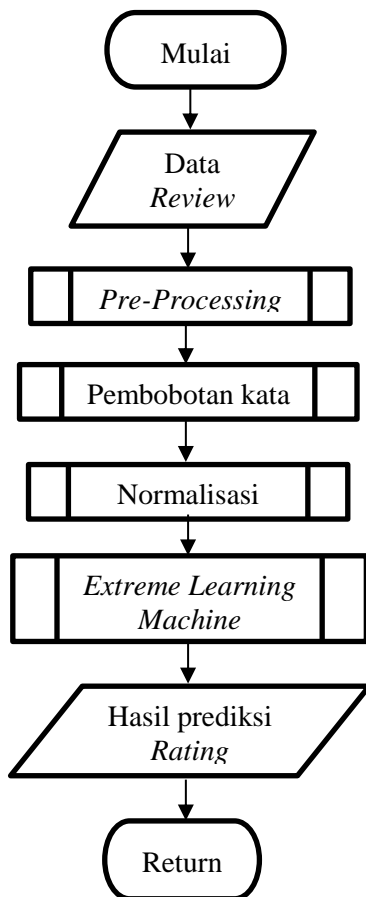 Mulai
Data
Review
Pre-Processing
Pembobotan kata
Normalisasi
Extreme Learning
Machine
Hasil prediksi
Rating
Return